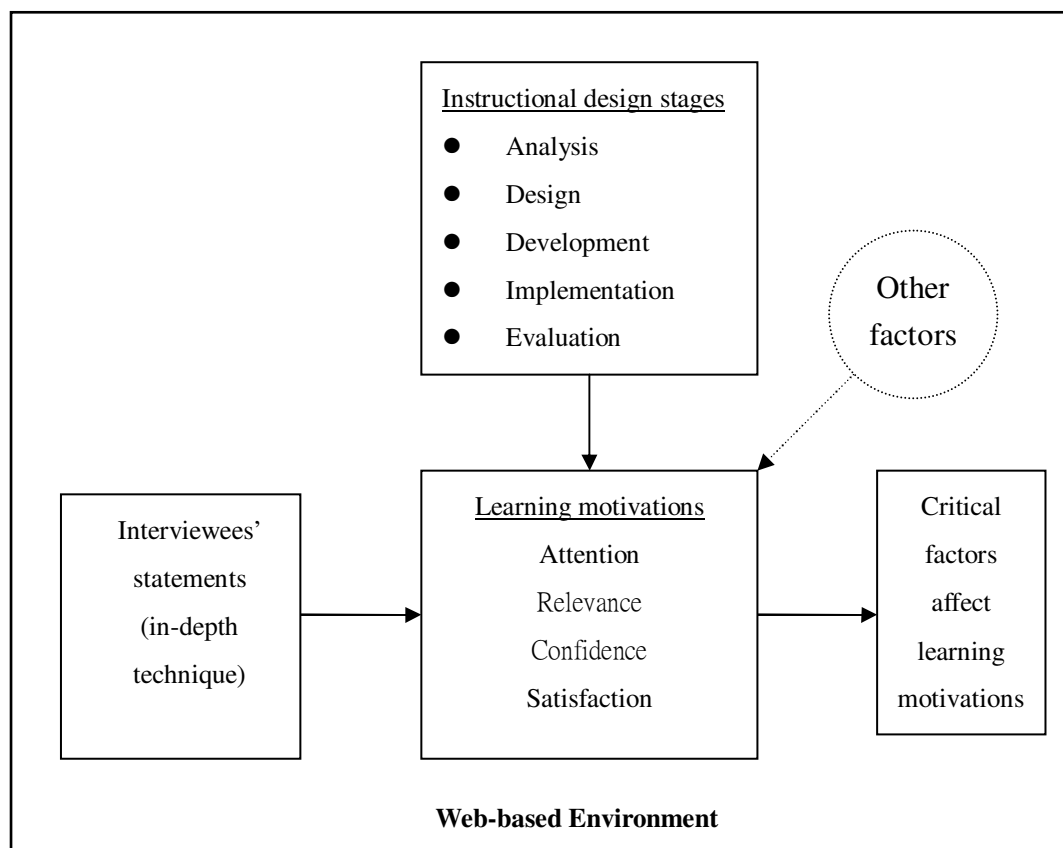 Instructional design stages
● Analysis
● Design
● Development
● Implementation
● Evaluation
Other
factors
Interviewees’
statements
(in-depth
technique)
Learning motivations
Attention
Relevance
Confidence
Satisfaction
Critical
factors
affect
learning
motivations
Web-based Environment